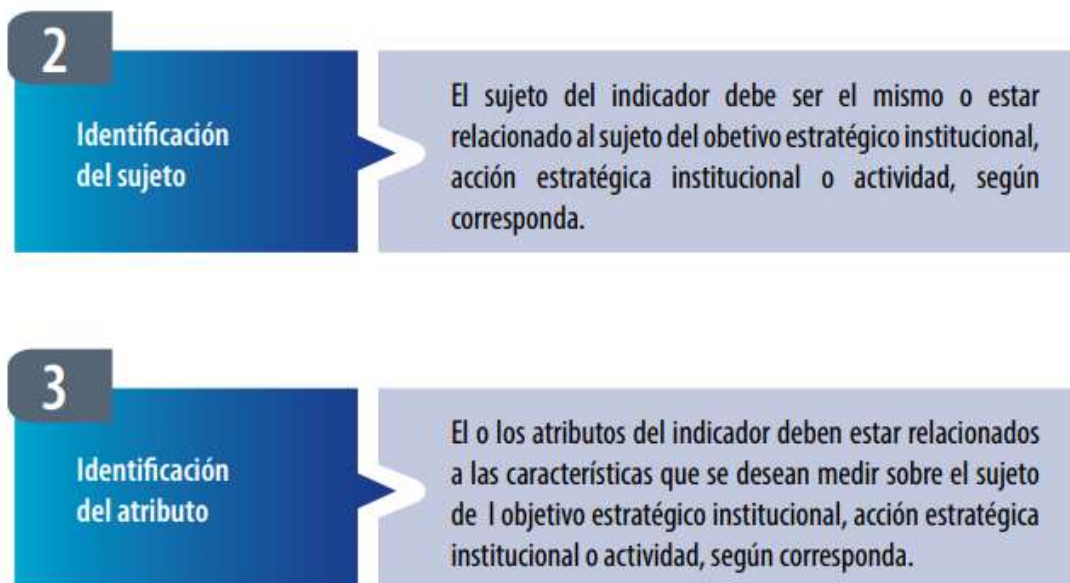 2
Identificación
del sujeto
El sujeto del indicador debe ser el mismo o estar
relacionado al sujeto del obetivo estratégico institucional,
acción estratégica institucional o actividad, según
corresponda.
3
Identificación
del atributo
El o los atributos del indicador deben estar relacionados
a las características que se desean medir sobre el sujeto
de l objetivo estratégico institucional, acción estratégica
institucional o actividad, según corresponda.